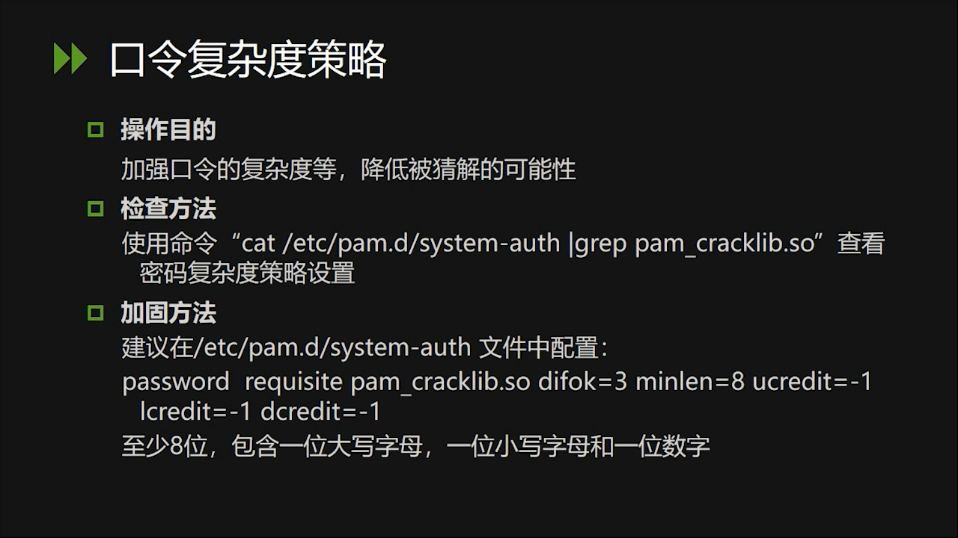 口令复杂度策略
操作目的
加强口令的复杂度等，降低被猜解的可能性
检查方法
使用命令“cat /etc/pam.d/system-auth |grep pam_cracklib.so”查看
密码复杂度策略设置
加固方法
建议在/etc/pam.d/system-auth 文件中配置：
password  requisite pam_cracklib.so difok=3 minlen=8 ucredit=-1
lcredit=-1 dcredit=-1
至少8位，包含一位大写字母，一位小写字母和一位数字